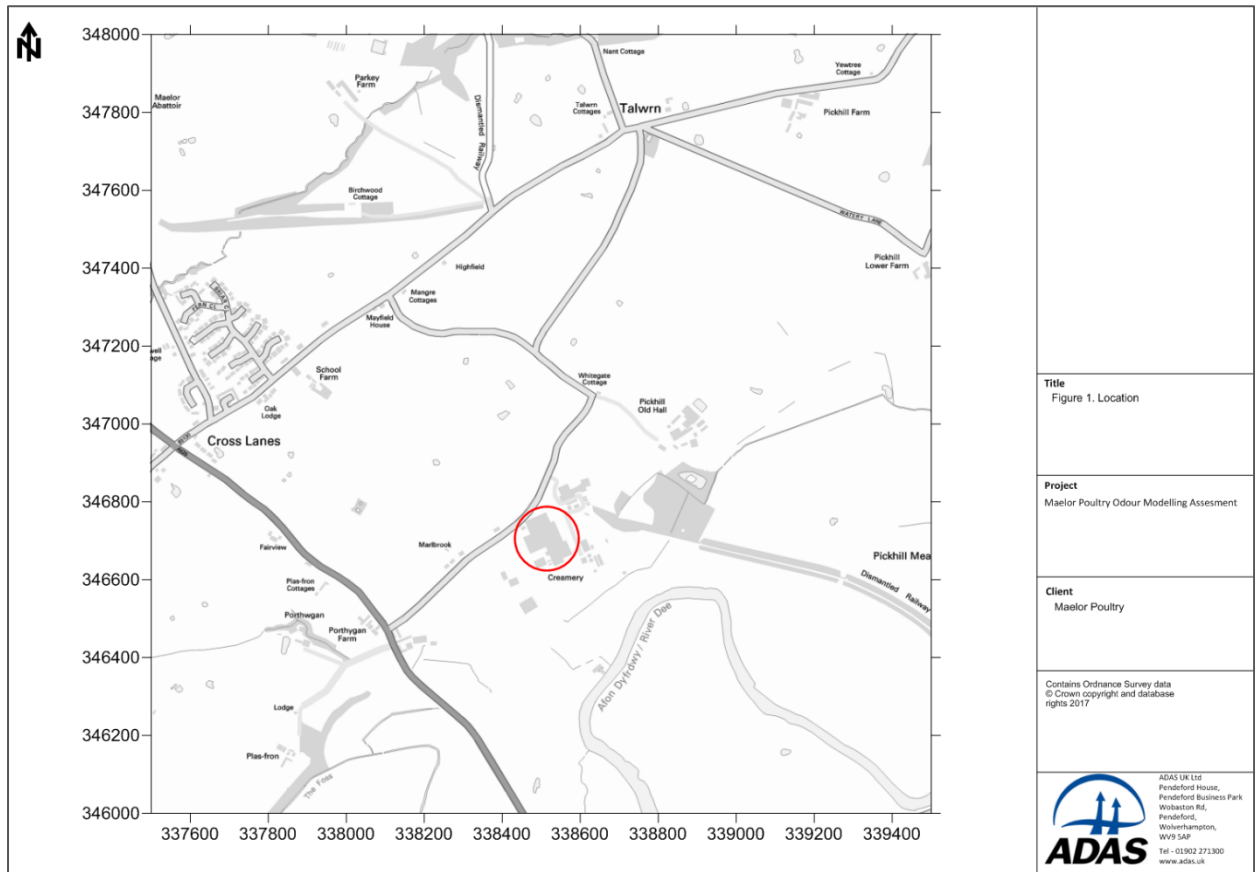 N
348000
347800
347600
347400
347200
347000
346800
346600
346400
346200
346000
337600
337800
338000
338200
338400
338600
338800
339000
339200
339400
Nant Cottage
Yewtree
Cottage
Parkey
Farm
Maelor
Abattoir
Dismantled Railway
Talwrn
Cottages
Talwrn
Pickhill Farm
Birchwood
Cottage
WATERY LANE
Highfield
Pickhill
Lower Farm
Mangre
Cottages
Mayfield
House
School
Farm
Oak
Lodge
Whitegate
Cottage
Pickhill
Old Hall
Cross Lanes
Marlbrook
Fairview
Creamery
Pickhill Mea
Dismantled Railway
Plas-fron
Cottages
Porthwgan
Porthygan
Farm
Afon Dyfrdwy / River Dee
Lodge
Plas-fron
The Foss
Title
Figure 1. Location
Project
Maelor Poultry Odour Modelling Assesment
Client
Maelor Poultry
Contains Ordnance Survey data
© Crown copyright and database
rights 2017
ADAS
ADAS UK Ltd
Pendeford House,
Pendeford Business Park
Wobaston Rd,
Pendeford,
Wolverhampton,
WV9 5AP
Tel - 01902 271300
www.adas.uk